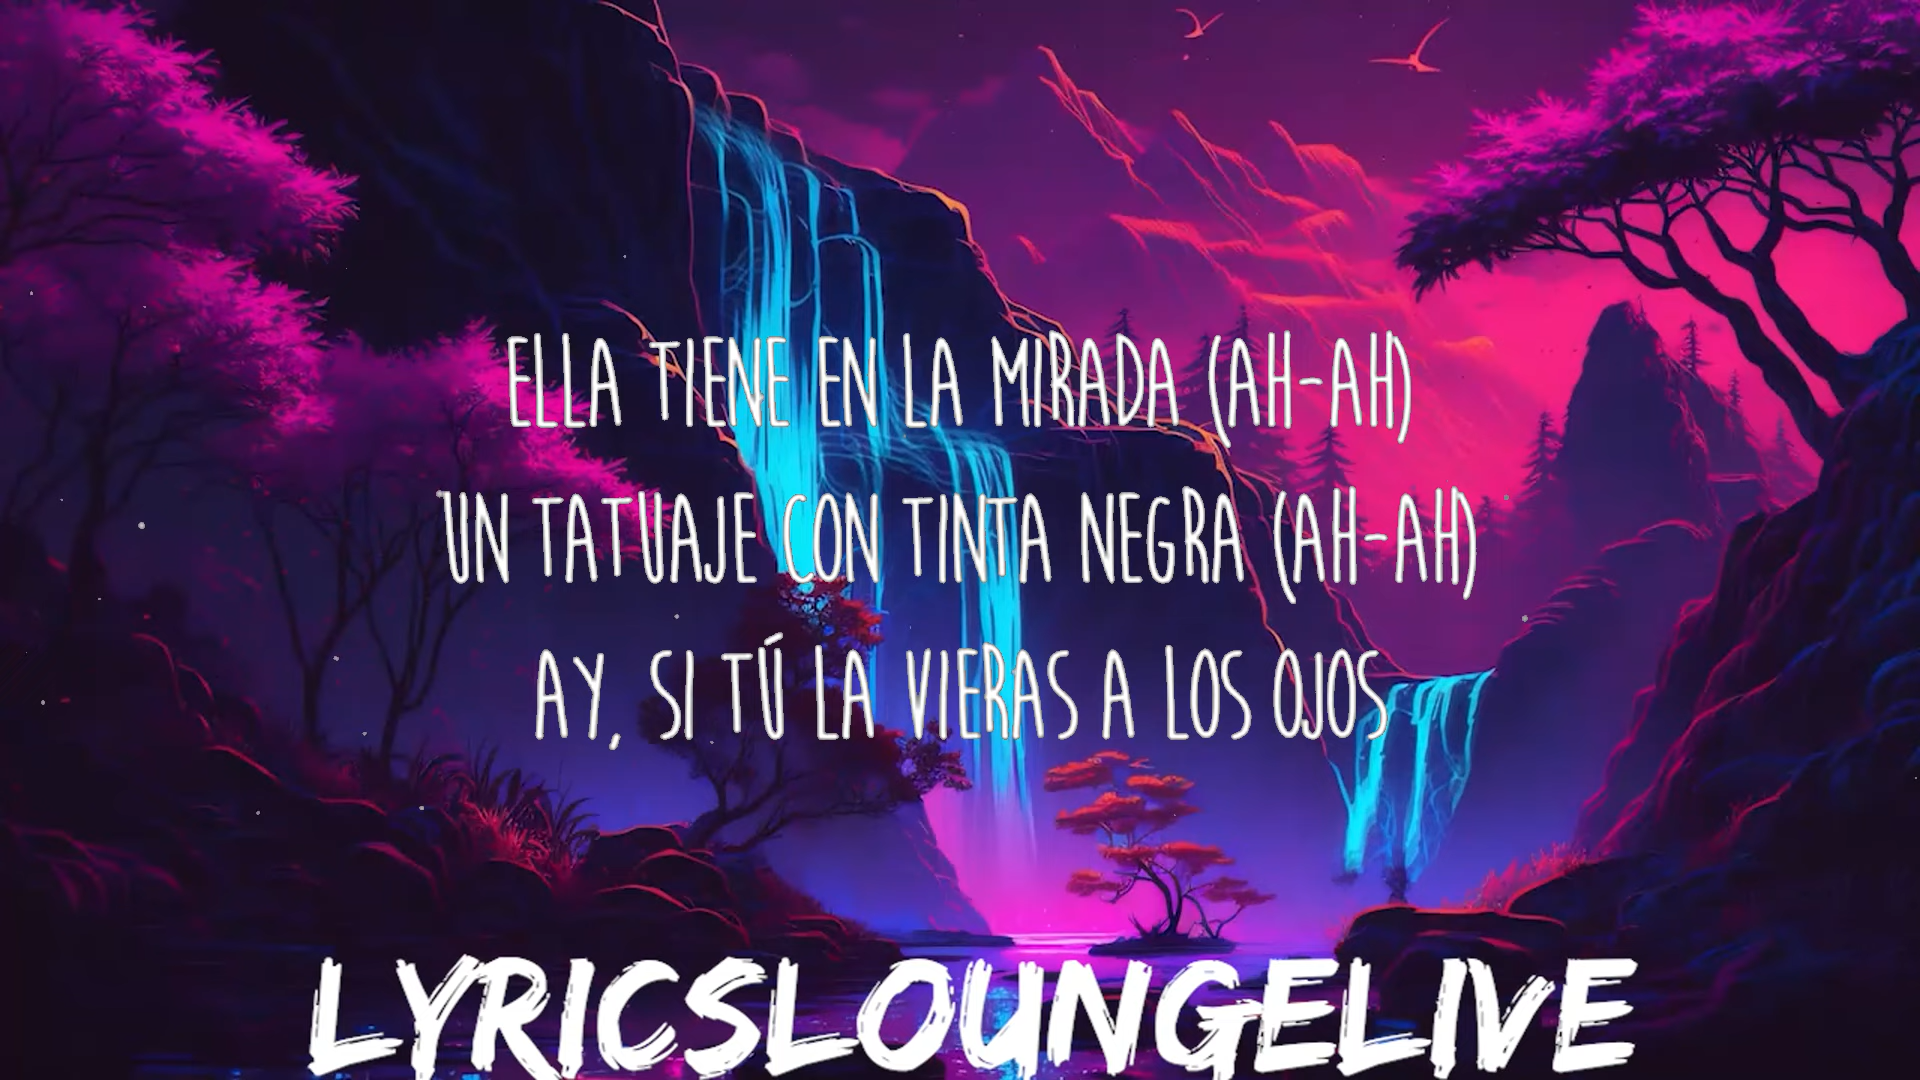 ELLA TIENE EN LA MIRADA (AH-AH)
UN TATUAJE CON TINTA NEGRA (AH-AH)
AY, SI TÚ LA VIERAS A LOS OJOS
LYRICSLOUNGELIVE